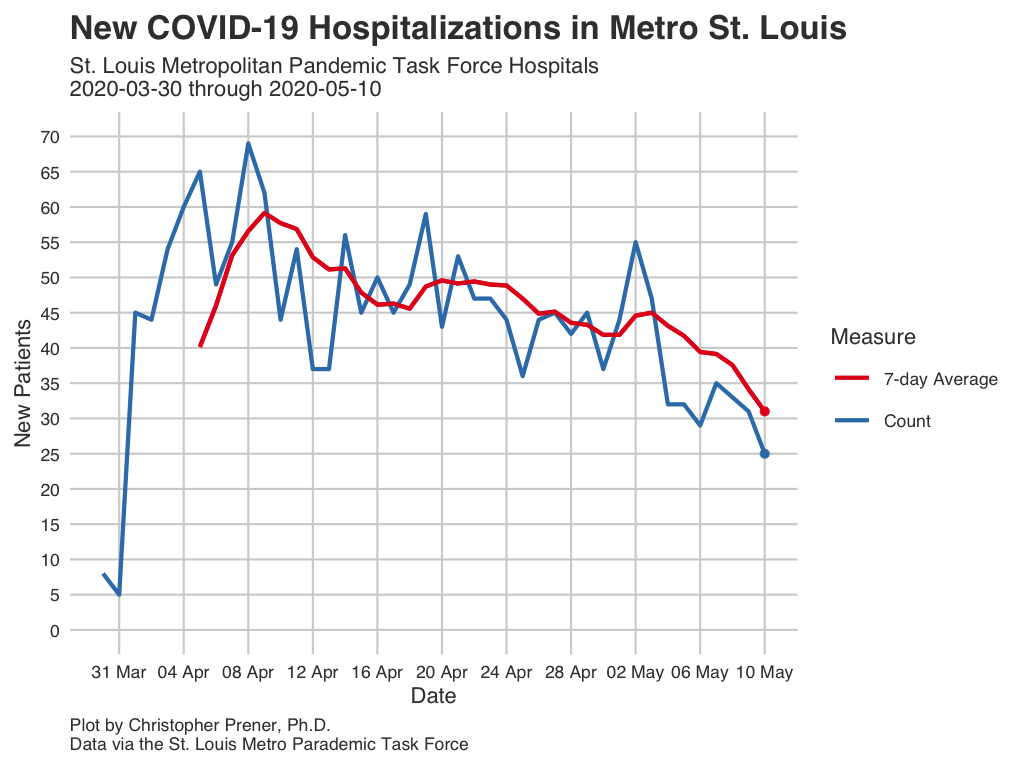 New COVID-19 Hospitalizations in Metro St. Louis
St. Louis Metropolitan Pandemic Task Force Hospitals
2020-03-30 through 2020-05-10
70
65
60
55
50
45
40
35
30
25
20
15
10
5
0
New Patients
31 Mar 04 Apr 08 Apr 12 Apr 16 Apr 20 Apr 24 Apr 28 Apr 02 May 06 May 10 May
Date
Measure
7-day Average
Count
Plot by Christopher Prener, Ph.D.
Data via the St. Louis Metro Parademic Task Force